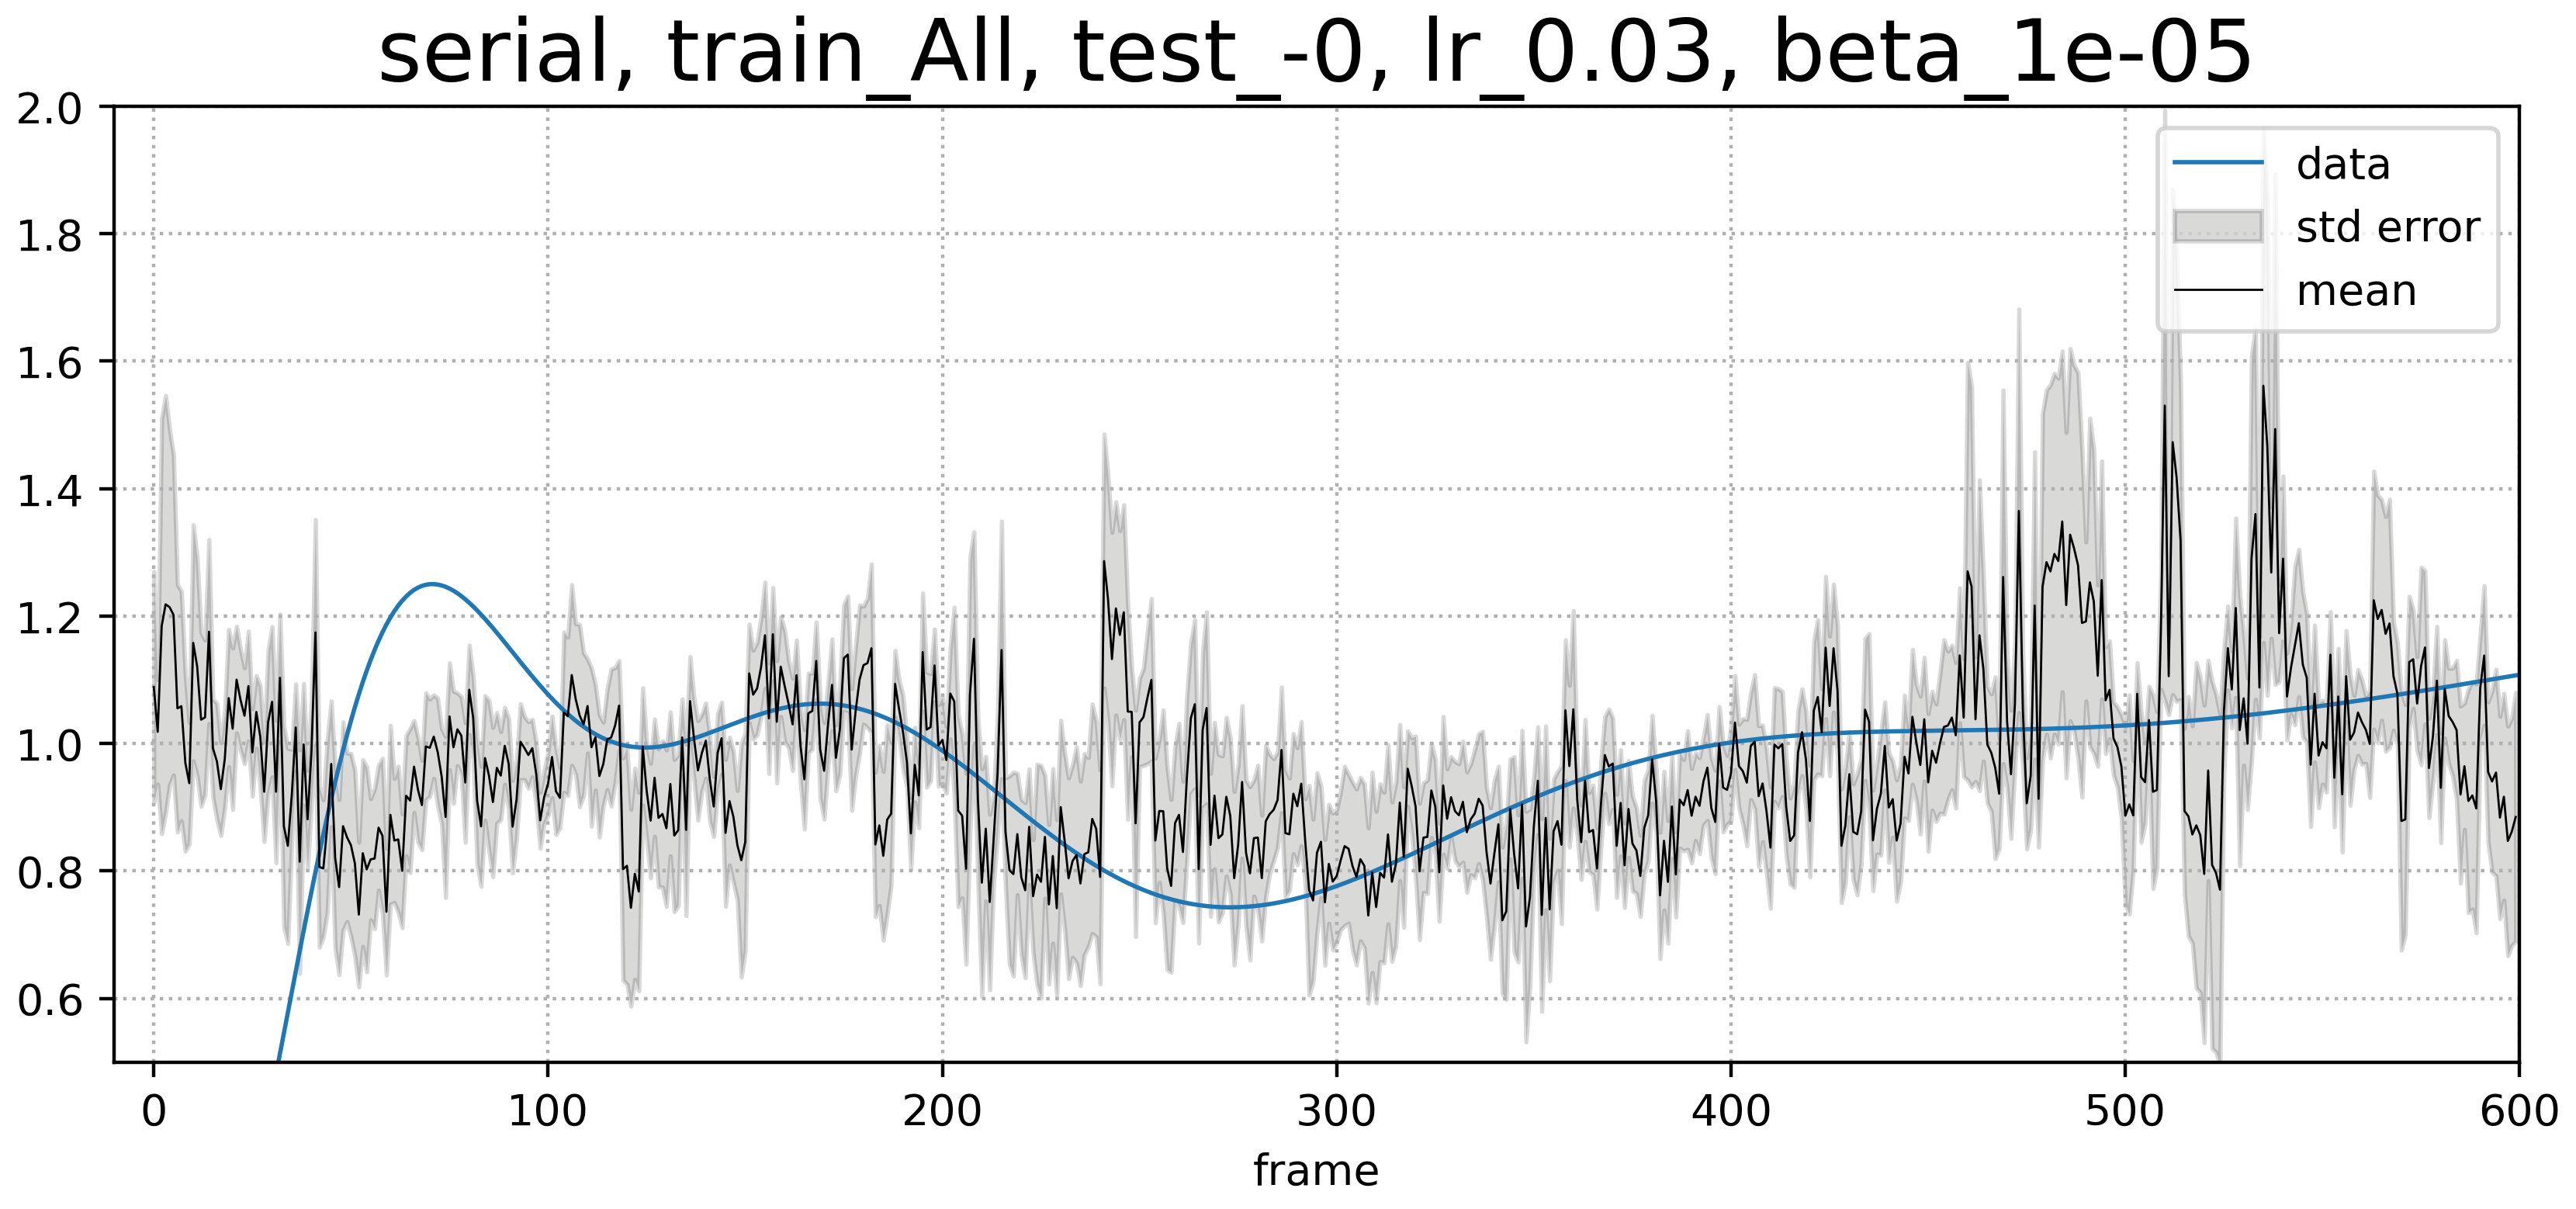 serial, train_All, test_-0, lr_0.03, beta_1e-05
2.0
1.8
1.6
1.4
1.2
1.0
0.8
0.6
data
std error
mean
0 100 200 300 400 500 600
frame